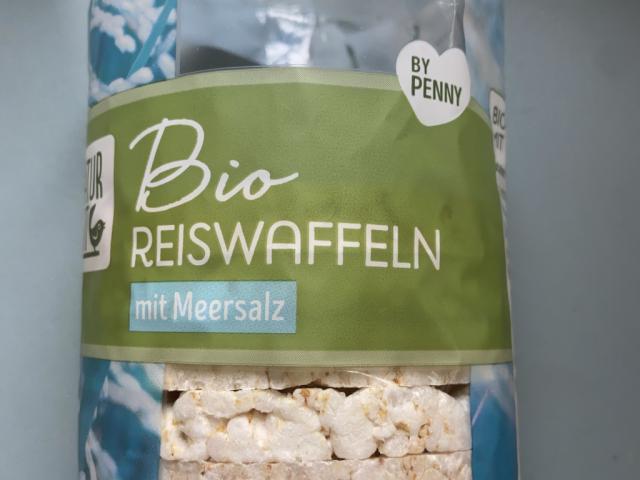 BY
PENNY
Bio
REISWAFFELN
mit Meersalz